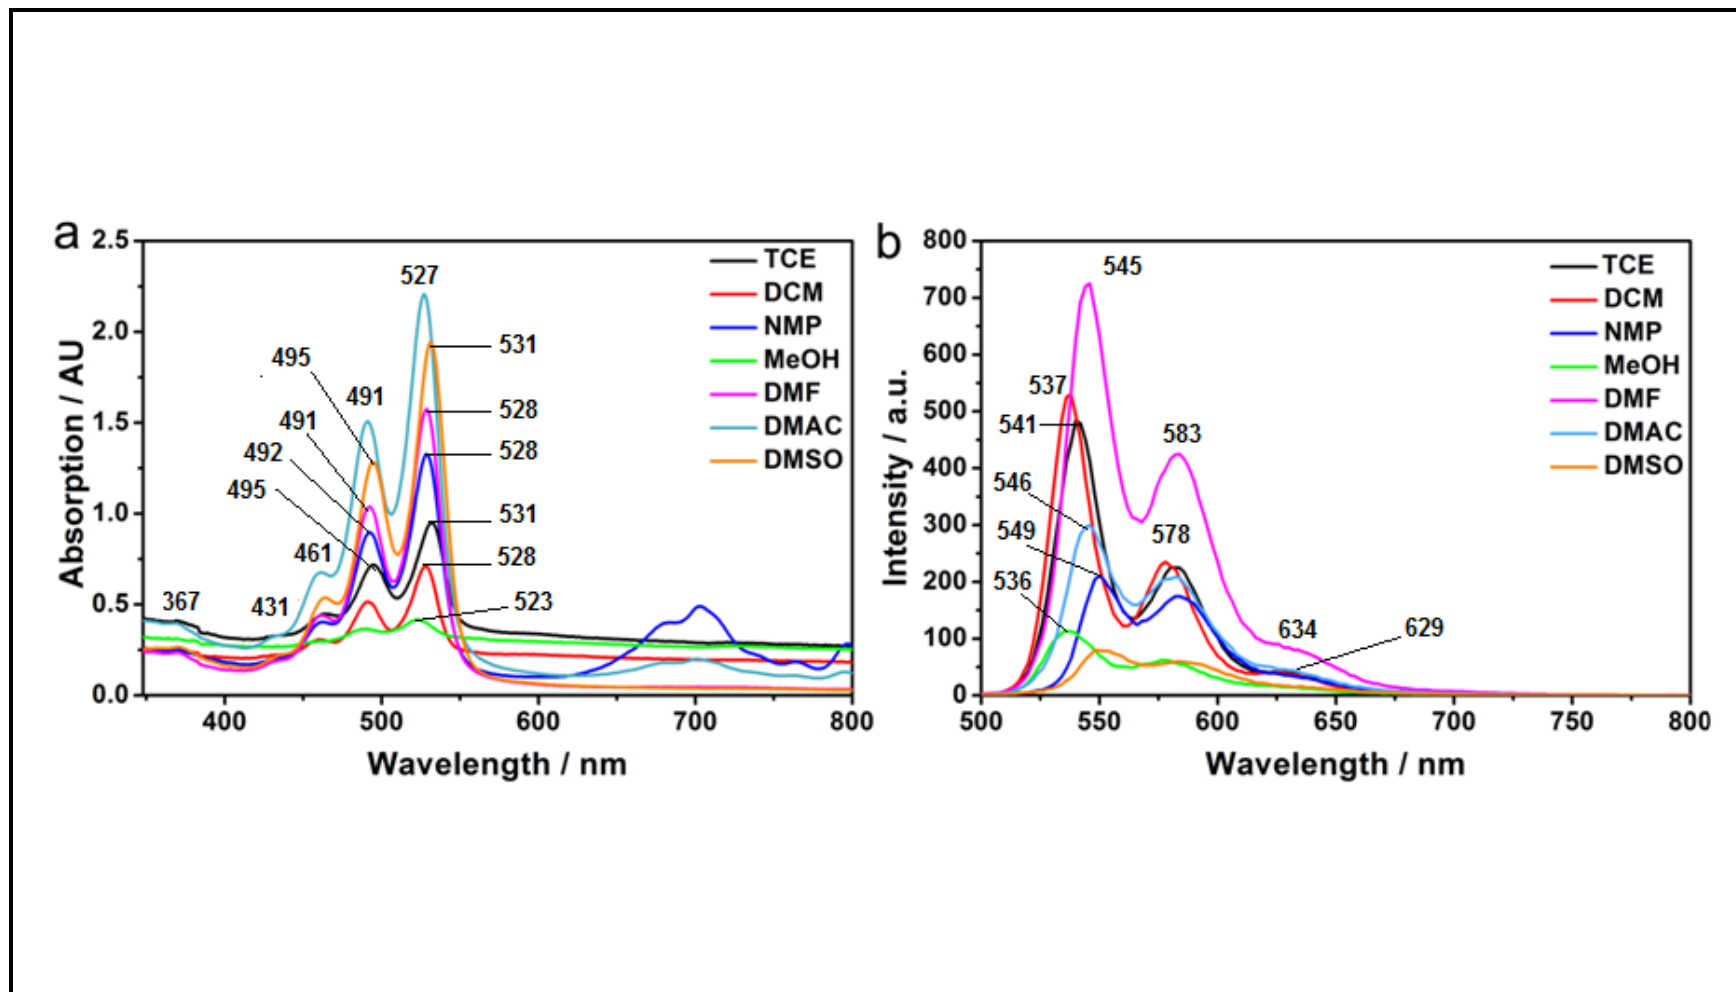 a
2.5
2.0
1.5
1.0
0.5
0.0
Absorption / AU
400
500
600
700
800
Wavelength / nm
367
431
461
495
492
491
495
491
527
531
528
528
531
528
523
TCE
DCM
NMP
MeOH
DMF
DMAC
DMSO
b
800
700
600
500
400
300
200
100
0
Intensity / a.u.
500
550
600
650
700
750
800
Wavelength / nm
545
537
541
546
549
536
583
578
634
629
TCE
DCM
NMP
MeOH
DMF
DMAC
DMSO